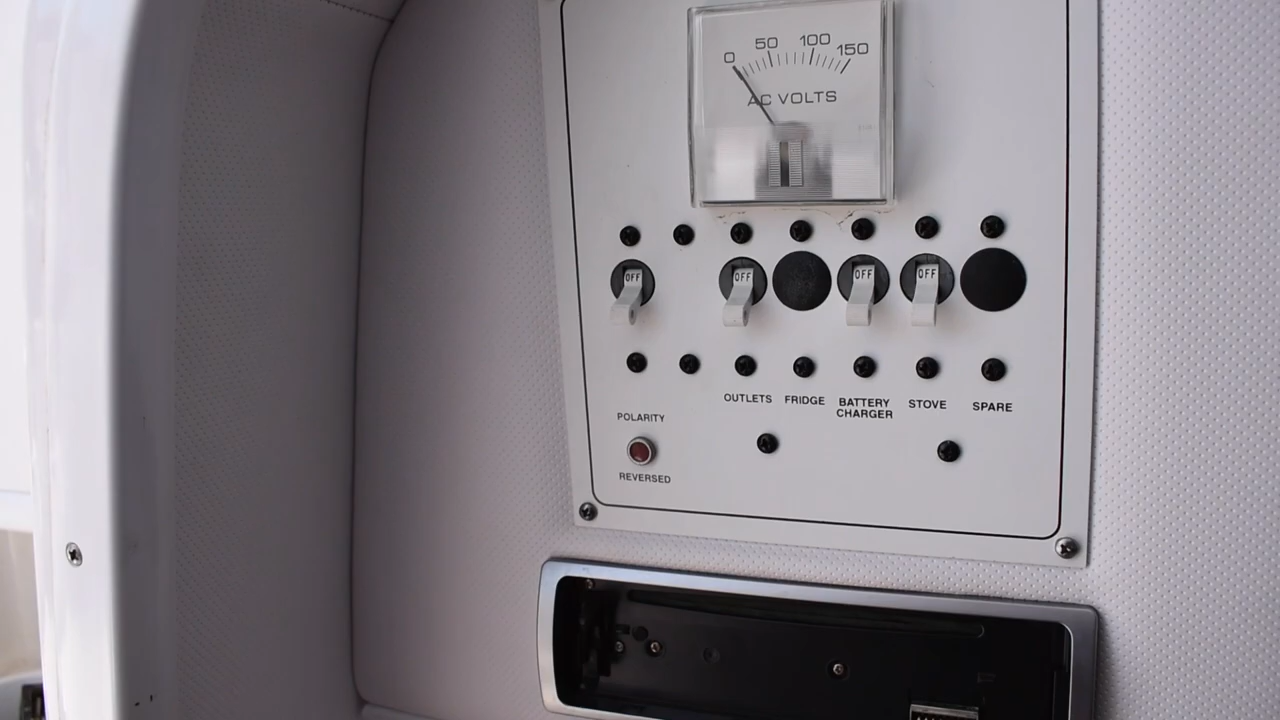 0 50 100 150
AC VOLTS
OFF OFF OFF OFF
OUTLETS FRIDGE BATTERY CHARGER STOVE SPARE
POLARITY
REVERSED